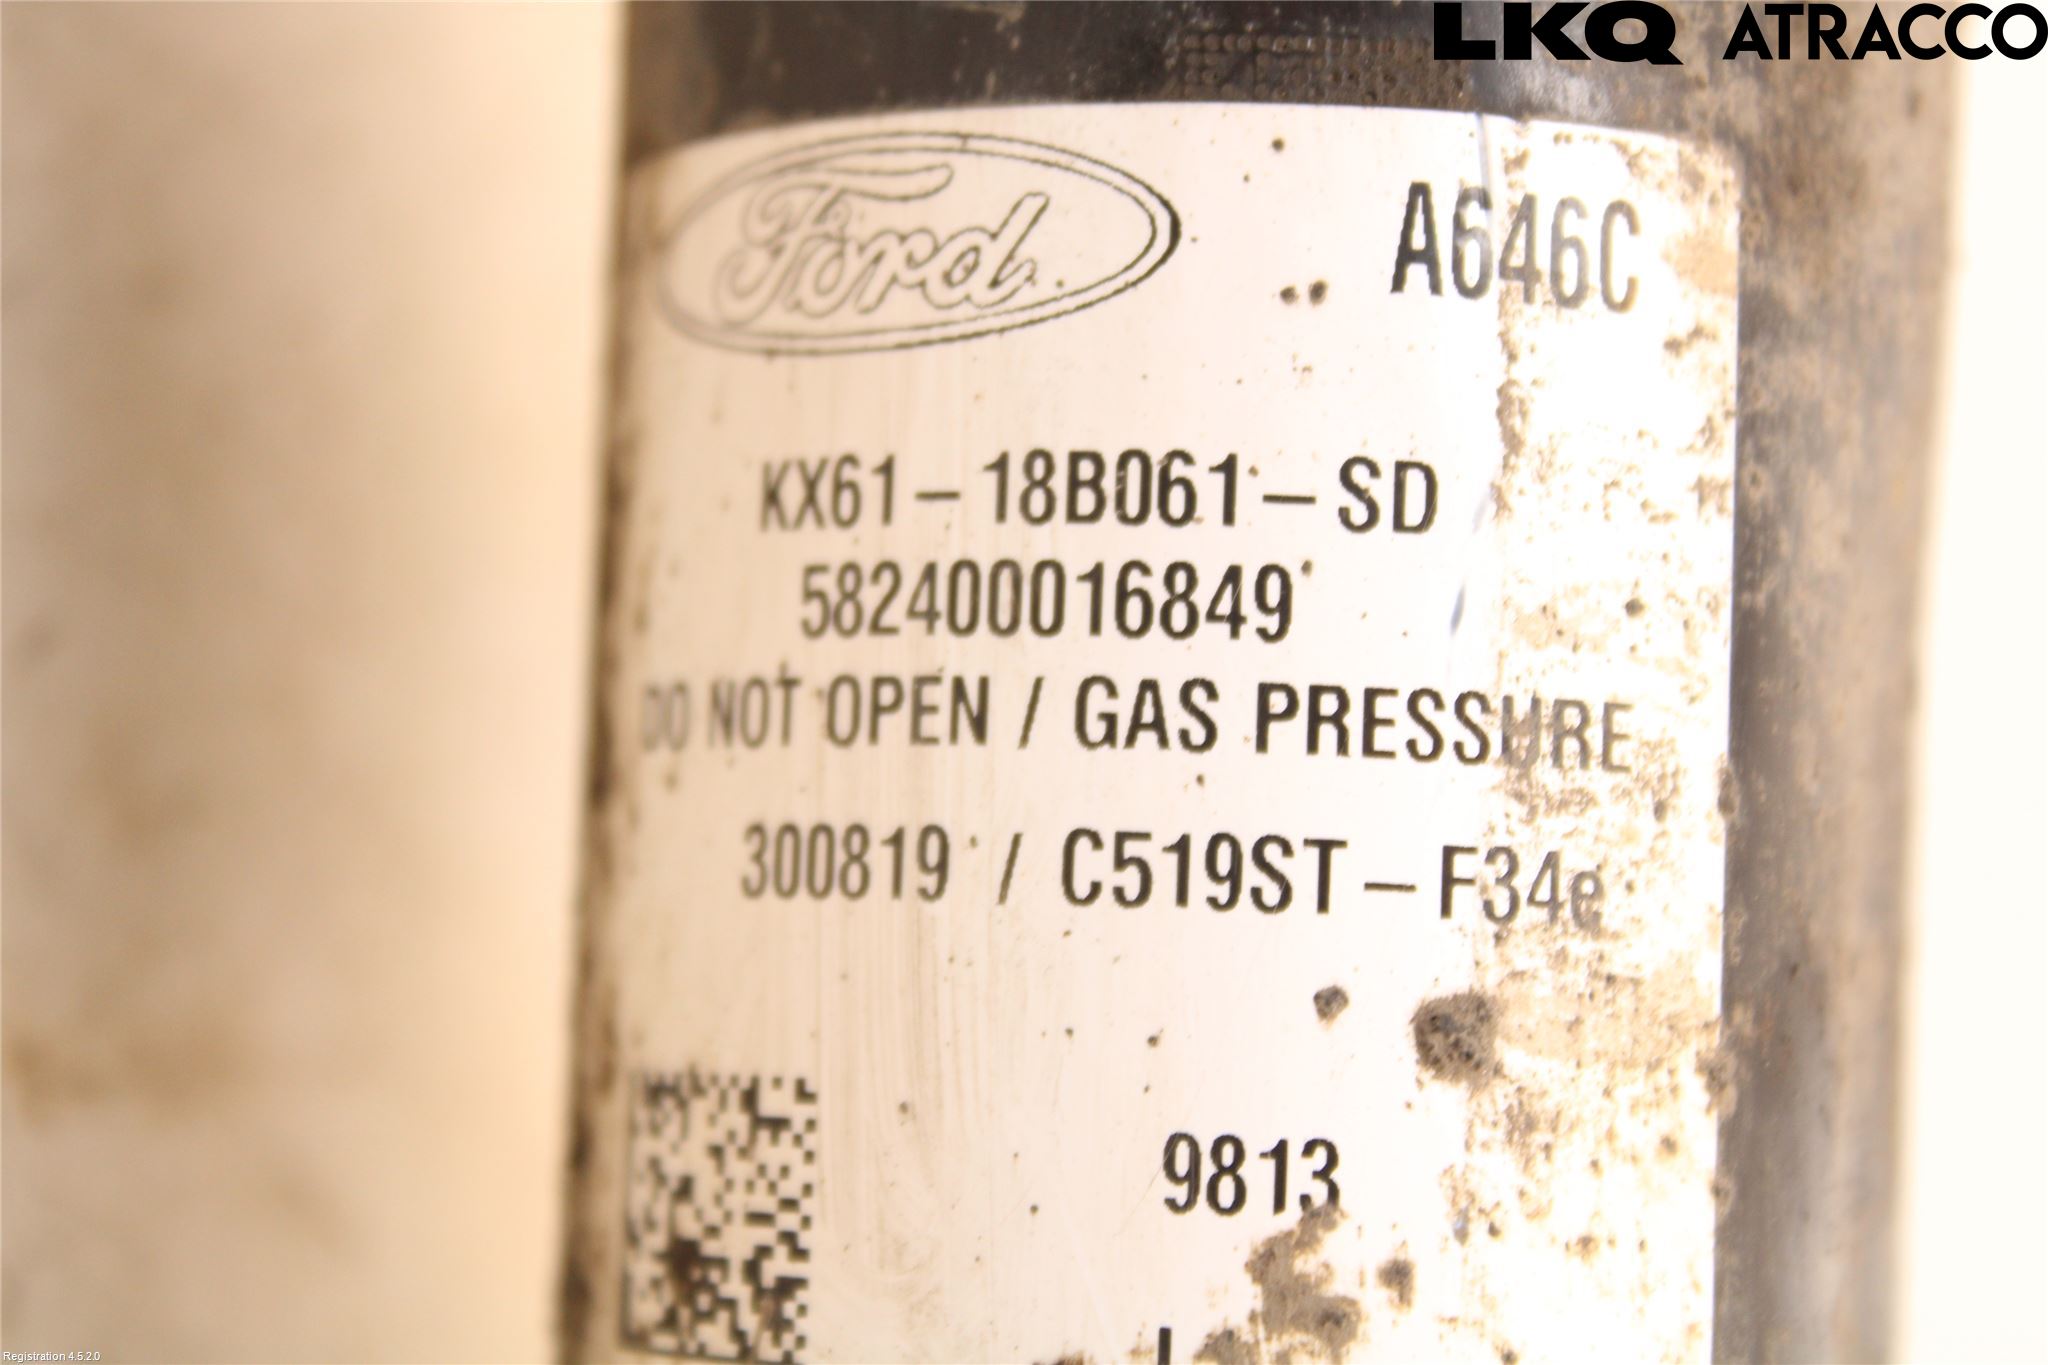 LKQ ATRACCO
Ford
A646C
KX61-18B061-SD
582400016849
DO NOT OPEN / GAS PRESSURE
300819 / C519ST-F34e
9813
Registration 4.5.2.0